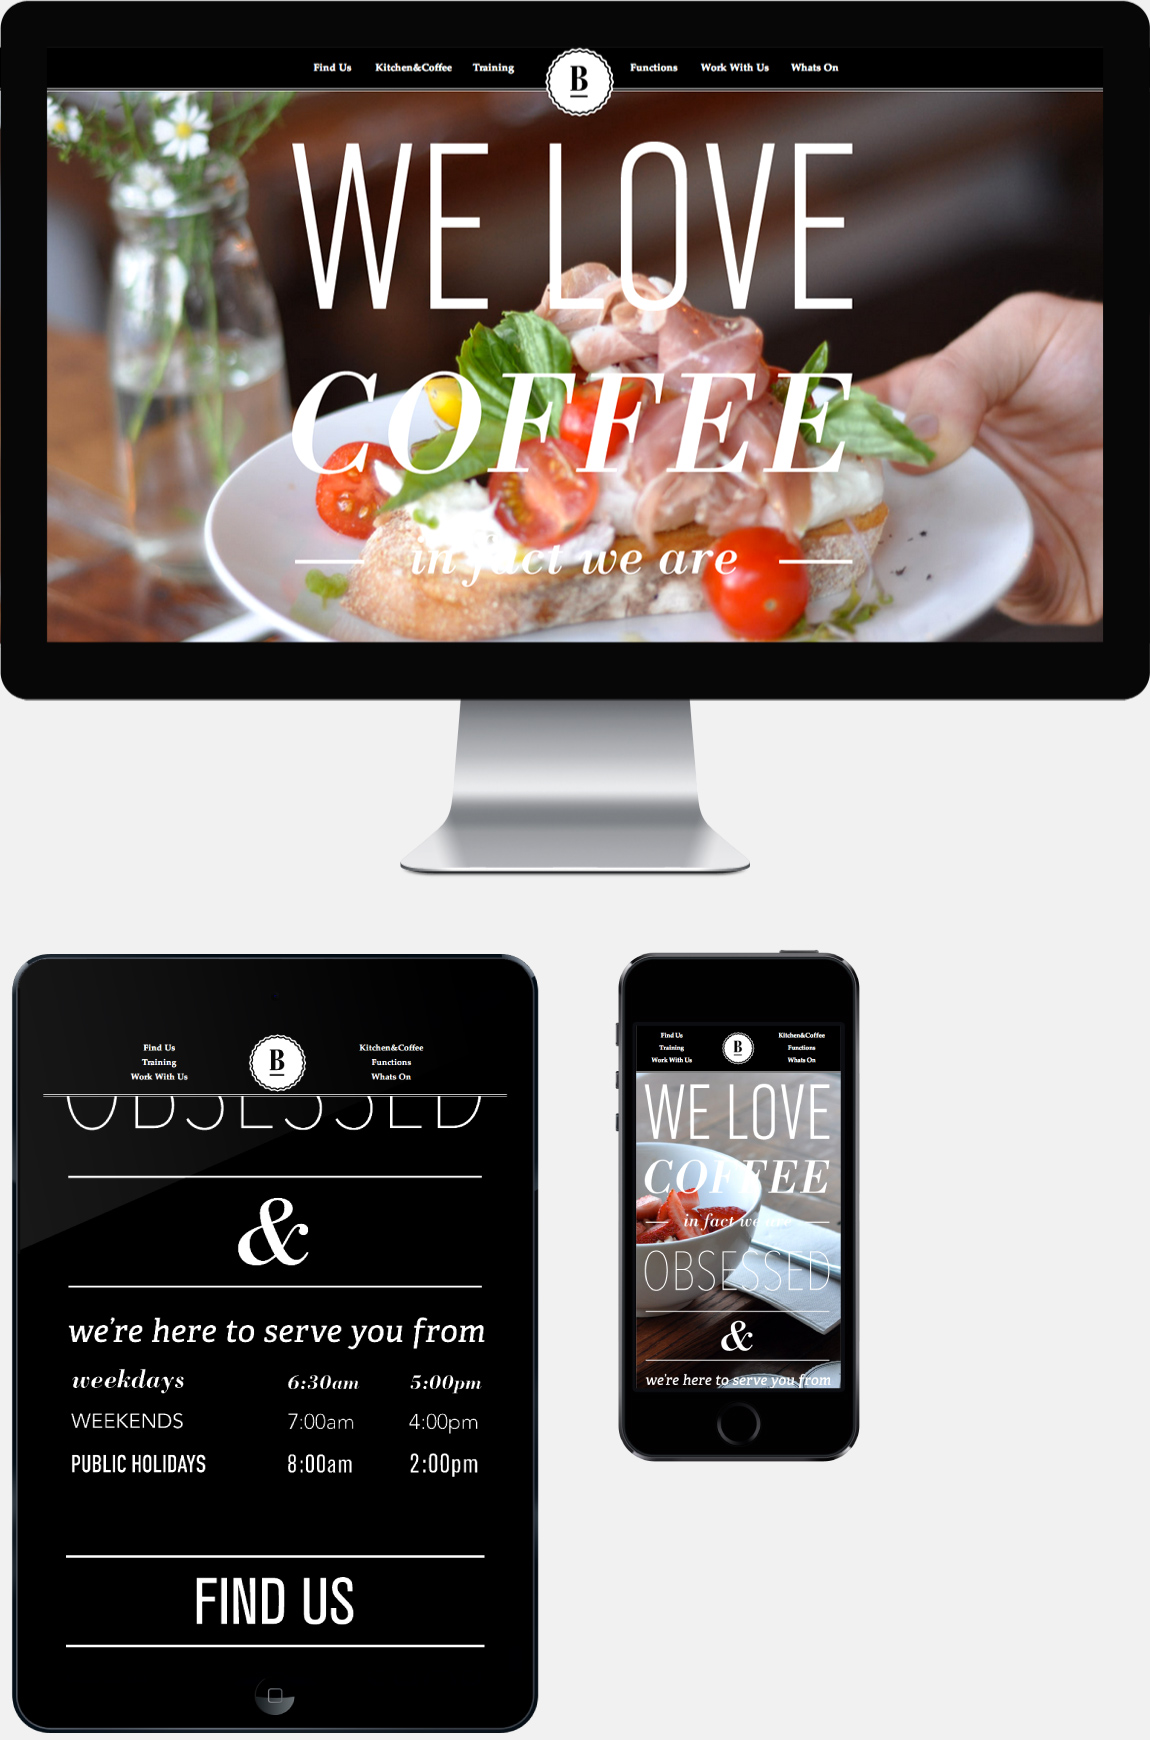 Find Us Kitchen&Coffee Training B Functions Work With Us Whats On
WE LOVE
COFFEE
in fact we are
Find Us Kitchen&Coffee
Training B Functions
Work With Us Whats On
OBSESSED
&
we're here to serve you from
weekdays 6:30am 5:00pm
WEEKENDS 7:00am 4:00pm
PUBLIC HOLIDAYS 8:00am 2:00pm
FIND US
Find Us Kitchen&Coffee
Training B Functions
Work With Us Whats On
WE LOVE
COFFEE
in fact we are
OBSESSED
&
we're here to serve you from